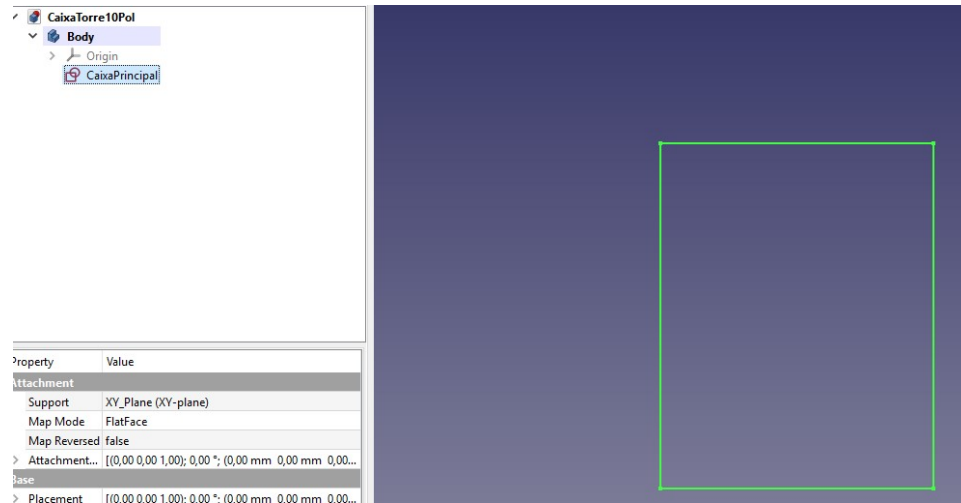 CaixaTorre10Pol
Body
Origin
CaixaPrincipal
Property Value
Attachment
Support XY_Plane (XY-plane)
Map Mode FlatFace
Map Reversed false
Attachment... [(0,00 0,00 1,00); 0,00 °; (0,00 mm 0,00 mm 0,00...
Base
Placement [(0,00 0,00 1,00); 0,00 °; (0,00 mm 0,00 mm 0,00...